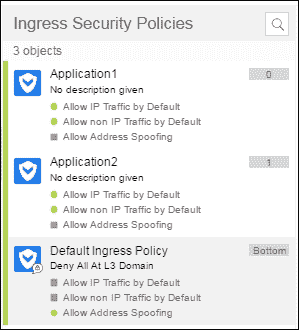 Ingress Security Policies
3 objects
Application1
0
No description given
Allow IP Traffic by Default
Allow non IP Traffic by Default
Allow Address Spoofing
Application2
1
No description given
Allow IP Traffic by Default
Allow non IP Traffic by Default
Allow Address Spoofing
Default Ingress Policy
Bottom
Deny All At L3 Domain
Allow IP Traffic by Default
Allow non IP Traffic by Default
Allow Address Spoofing